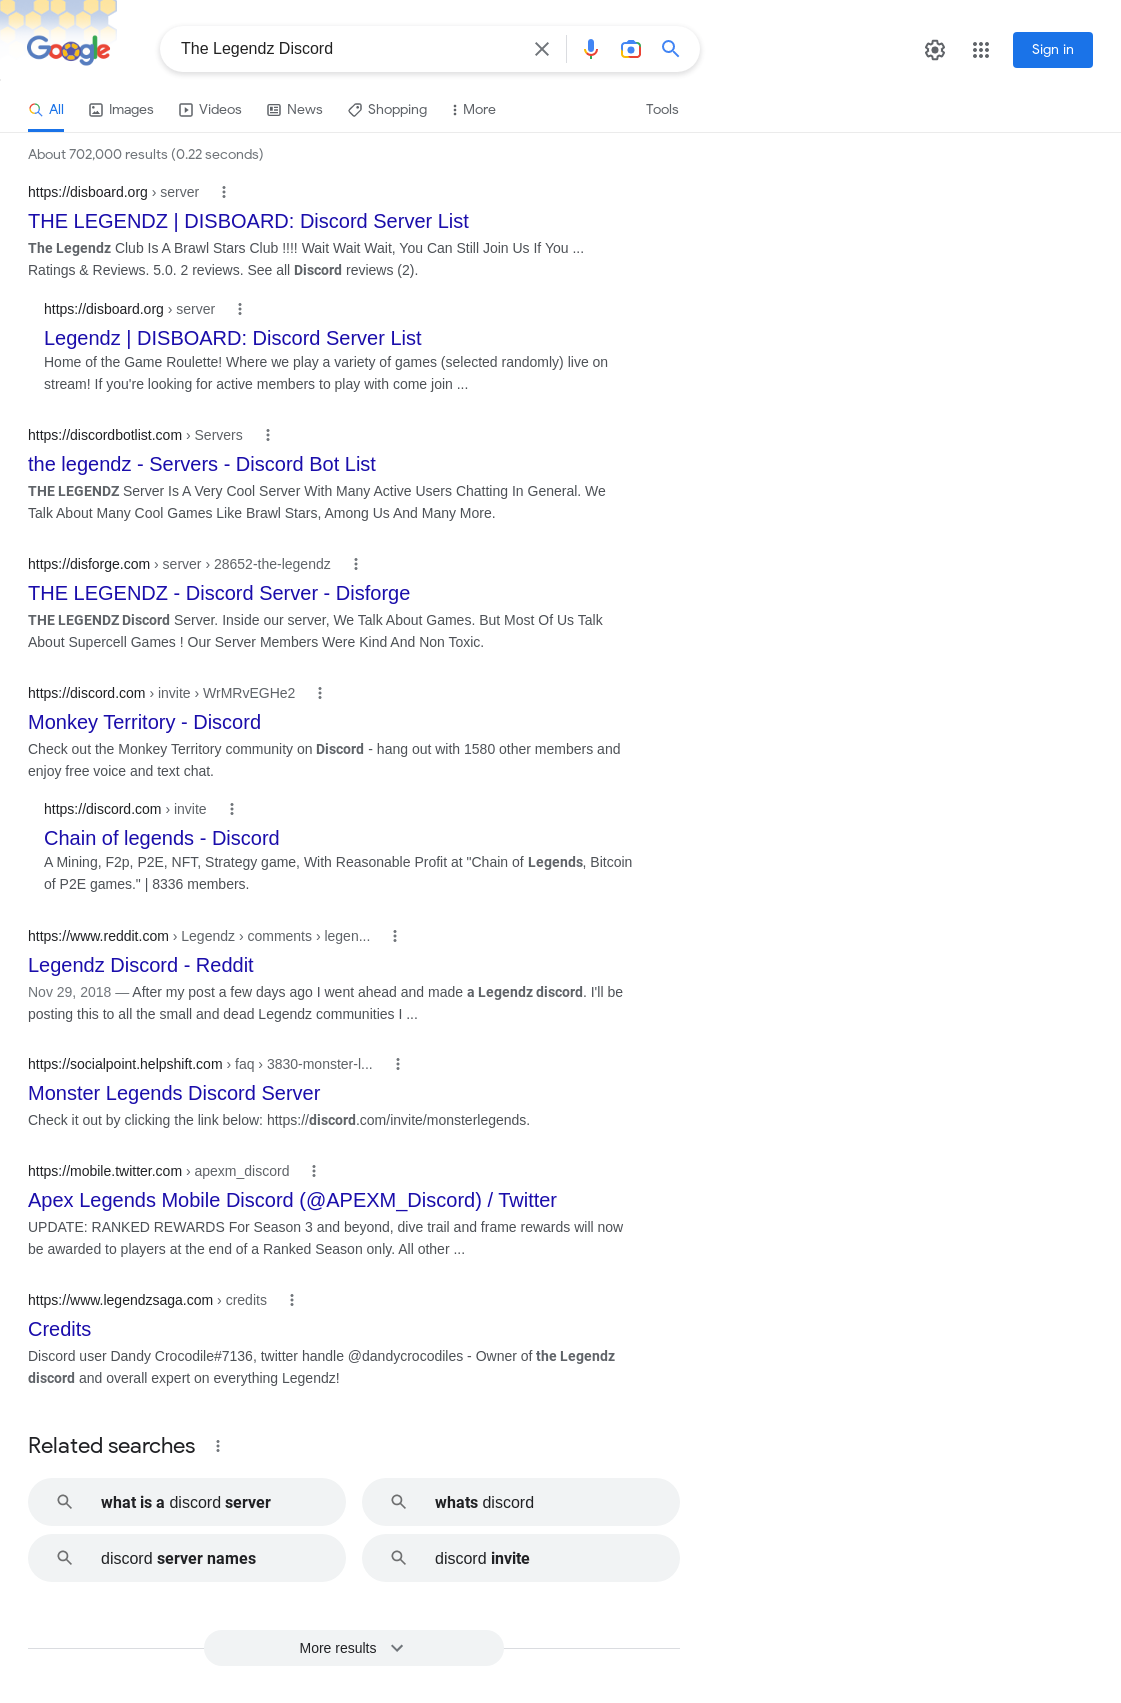 Google
The Legendz Discord
Sign in
All
Images
Videos
News
Shopping
More
Tools
About 702,000 results (0.22 seconds)
https://disboard.org › server
THE LEGENDZ | DISBOARD: Discord Server List
The Legendz Club Is A Brawl Stars Club !!!! Wait Wait Wait, You Can Still Join Us If You ...
Ratings & Reviews. 5.0. 2 reviews. See all Discord reviews (2).
https://disboard.org › server
Legendz | DISBOARD: Discord Server List
Home of the Game Roulette! Where we play a variety of games (selected randomly) live on
stream! If you're looking for active members to play with come join ...
https://discordbotlist.com › Servers
the legendz - Servers - Discord Bot List
THE LEGENDZ Server Is A Very Cool Server With Many Active Users Chatting In General. We
Talk About Many Cool Games Like Brawl Stars, Among Us And Many More.
https://disforge.com › server › 28652-the-legendz
THE LEGENDZ - Discord Server - Disforge
THE LEGENDZ Discord Server. Inside our server, We Talk About Games. But Most Of Us Talk
About Supercell Games ! Our Server Members Were Kind And Non Toxic.
https://discord.com › invite › WrMRvEGHe2
Monkey Territory - Discord
Check out the Monkey Territory community on Discord - hang out with 1580 other members and
enjoy free voice and text chat.
https://discord.com › invite
Chain of legends - Discord
A Mining, F2p, P2E, NFT, Strategy game, With Reasonable Profit at "Chain of Legends, Bitcoin
of P2E games." | 8336 members.
https://www.reddit.com › Legendz › comments › legen...
Legendz Discord - Reddit
Nov 29, 2018 — After my post a few days ago I went ahead and made a Legendz discord. I'll be
posting this to all the small and dead Legendz communities I ...
https://socialpoint.helpshift.com › faq › 3830-monster-l...
Monster Legends Discord Server
Check it out by clicking the link below: https://discord.com/invite/monsterlegends.
https://mobile.twitter.com › apexm_discord
Apex Legends Mobile Discord (@APEXM_Discord) / Twitter
UPDATE: RANKED REWARDS For Season 3 and beyond, dive trail and frame rewards will now
be awarded to players at the end of a Ranked Season only. All other ...
https://www.legendzsaga.com › credits
Credits
Discord user Dandy Crocodile#7136, twitter handle @dandycrocodiles - Owner of the Legendz
discord and overall expert on everything Legendz!
Related searches
what is a discord server
whats discord
discord server names
discord invite
More results